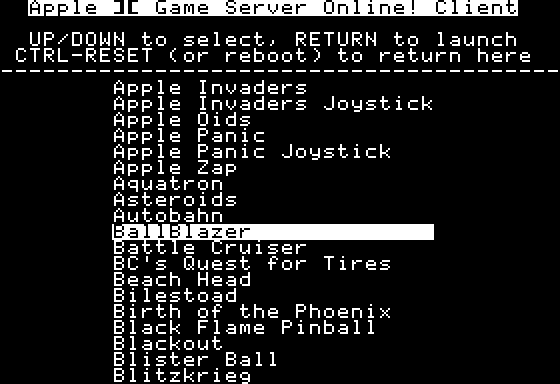 Apple ][ Game Server Online! Client
UP/DOWN to select, RETURN to launch
CTRL-RESET (or reboot) to return here
----------------------------------------
Apple Invaders
Apple Invaders Joystick
Apple Oids
Apple Panic
Apple Panic Joystick
Apple Zap
Aquatron
Asteroids
Autobahn
BallBlazer
Battle Cruiser
BC's Quest for Tires
Beach Head
Bilestoad
Birth of the Phoenix
Black Flame Pinball
Blackout
Blister Ball
Blitzkrieg